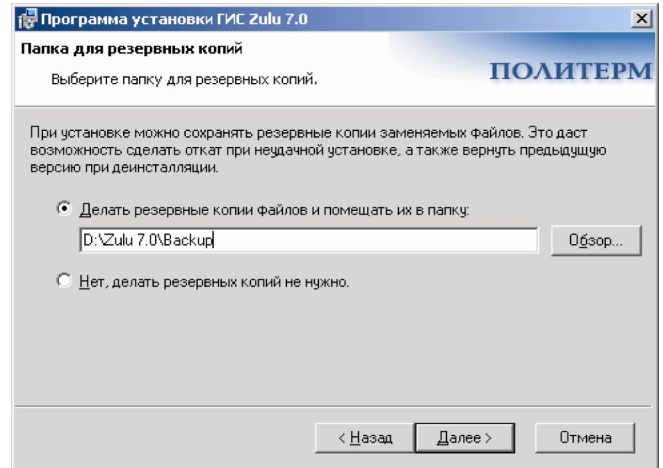 Программа установки ГИС Zulu 7.0
Папка для резервных копий
Выберите папку для резервных копий.
ПОЛИТЕРМ
При установке можно сохранять резервные копии заменяемых файлов. Это даст
возможность сделать откат при неудачной установке, а также вернуть предыдущую
версию при деинсталляции.
Делать резервные копии файлов и помещать их в папку:
D:\Zulu 7.0\Backup
Обзор...
Нет, делать резервных копий не нужно.
< Назад
Далее >
Отмена